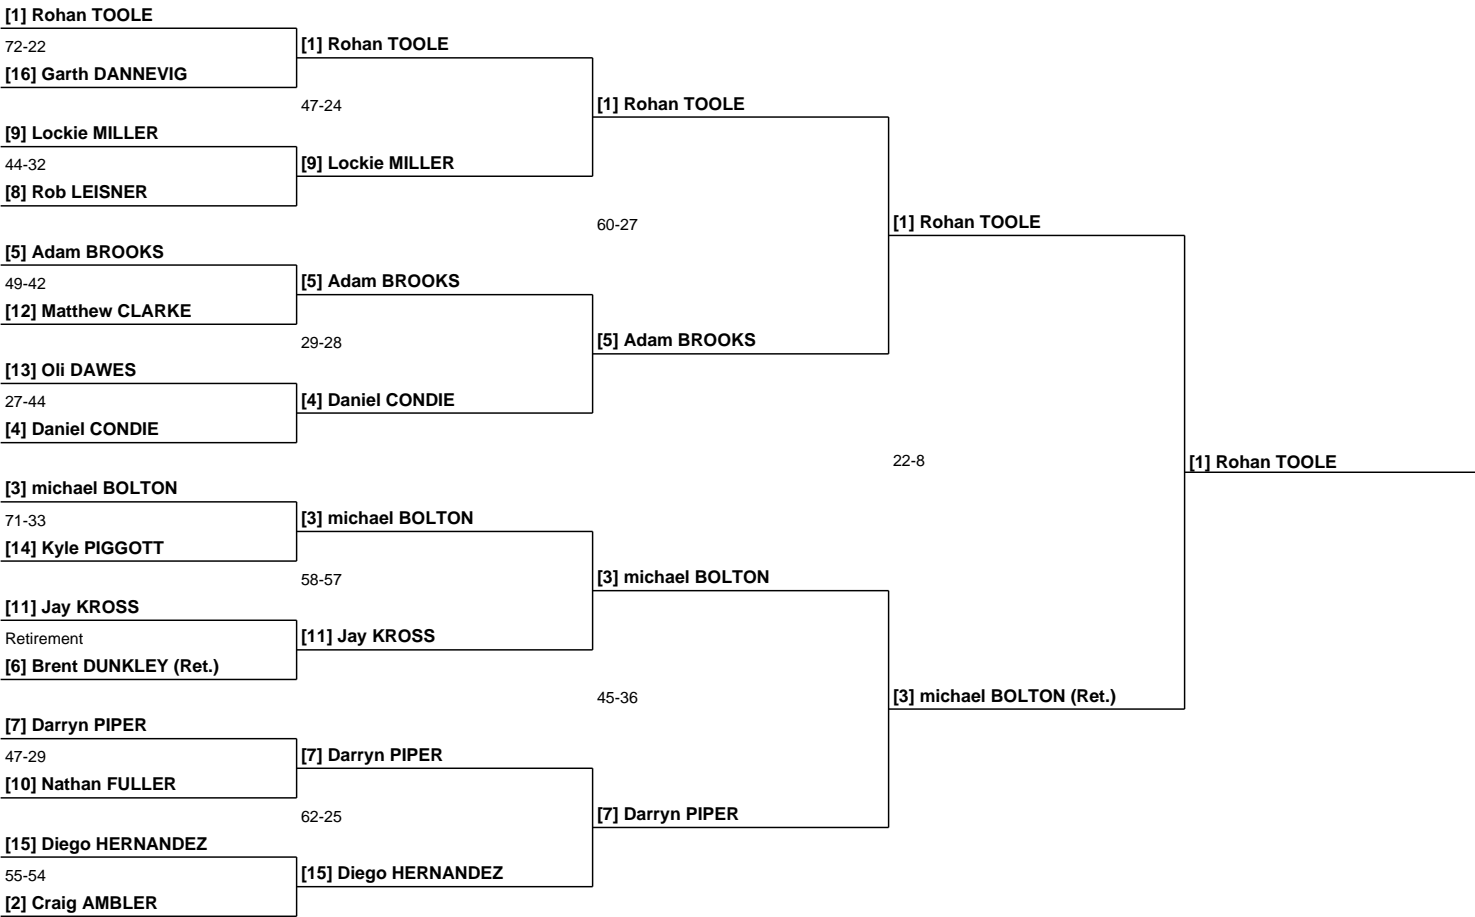 [1] Rohan TOOLE
72-22
[16] Garth DANNEVIG
[9] Lockie MILLER
44-32
[8] Rob LEISNER
[5] Adam BROOKS
49-42
[12] Matthew CLARKE
[13] Oli DAWES
27-44
[4] Daniel CONDIE
[3] michael BOLTON
71-33
[14] Kyle PIGGOTT
[11] Jay KROSS
Retirement
[6] Brent DUNKLEY (Ret.)
[7] Darryn PIPER
47-29
[10] Nathan FULLER
[15] Diego HERNANDEZ
55-54
[2] Craig AMBLER
[1] Rohan TOOLE
47-24
[9] Lockie MILLER
[5] Adam BROOKS
29-28
[4] Daniel CONDIE
[3] michael BOLTON
58-57
[11] Jay KROSS
[7] Darryn PIPER
62-25
[15] Diego HERNANDEZ
[1] Rohan TOOLE
60-27
[5] Adam BROOKS
[3] michael BOLTON
45-36
[7] Darryn PIPER
[1] Rohan TOOLE
22-8
[3] michael BOLTON (Ret.)
[1] Rohan TOOLE